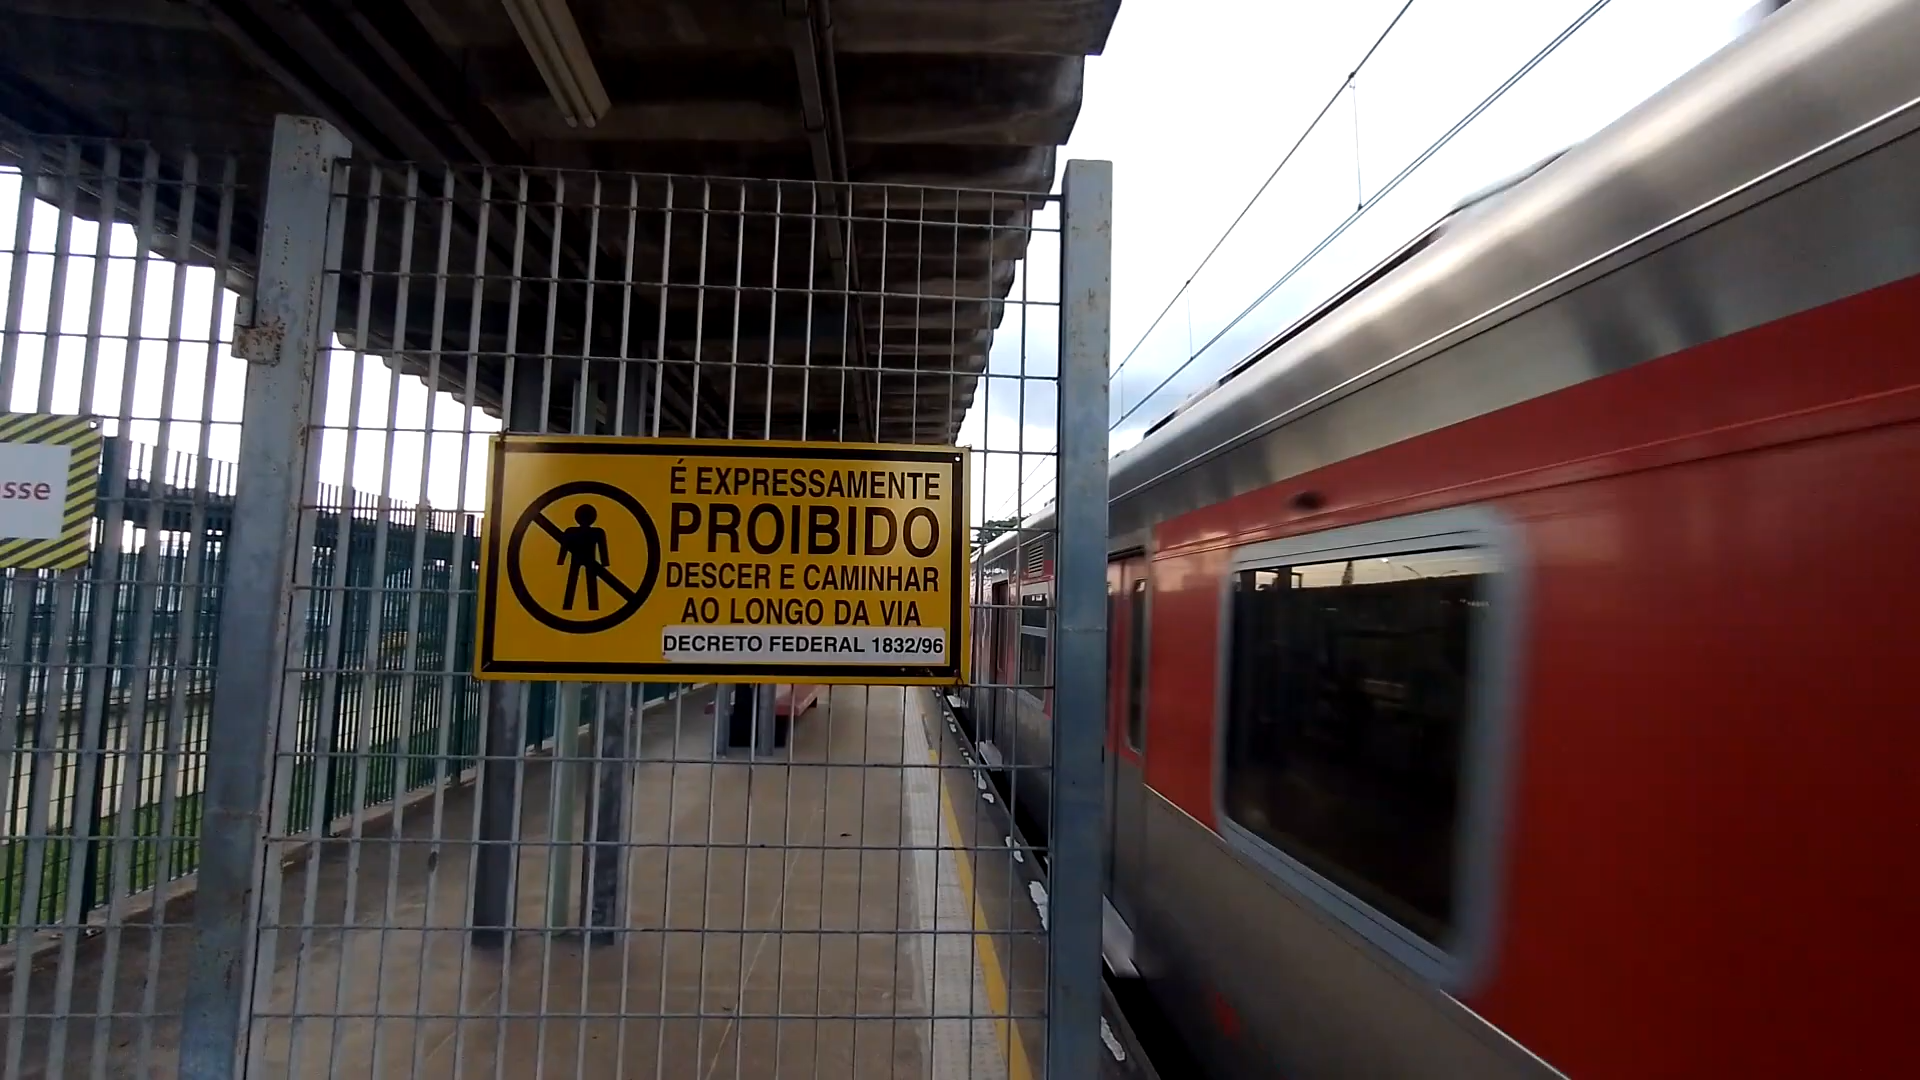 É EXPRESSAMENTE
PROIBIDO
DESCER E CAMINHAR
AO LONGO DA VIA
DECRETO FEDERAL 1832/96